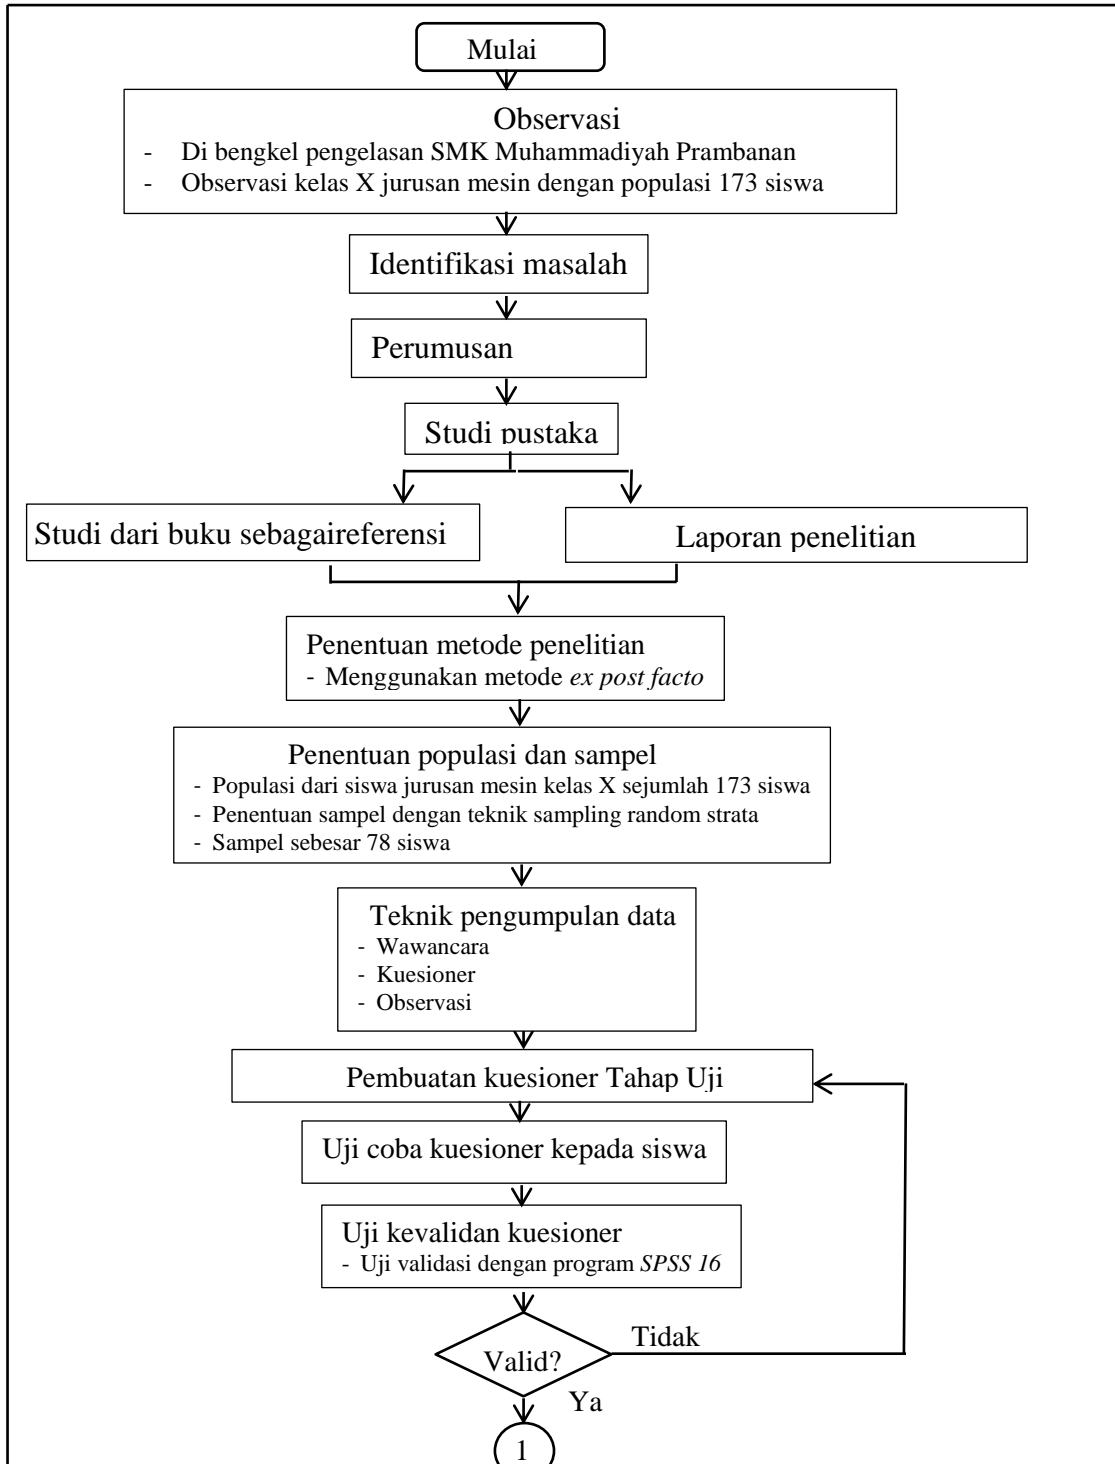 Mulai
Observasi
- Di bengkel pengelasan SMK Muhammadiyah Prambanan
- Observasi kelas X jurusan mesin dengan populasi 173 siswa
Identifikasi masalah
Perumusan
Studi pustaka
Studi dari buku sebagaireferensi
Laporan penelitian
Penentuan metode penelitian
- Menggunakan metode ex post facto
Penentuan populasi dan sampel
- Populasi dari siswa jurusan mesin kelas X sejumlah 173 siswa
- Penentuan sampel dengan teknik sampling random strata
- Sampel sebesar 78 siswa
Teknik pengumpulan data
- Wawancara
- Kuesioner
- Observasi
Pembuatan kuesioner Tahap Uji
Uji coba kuesioner kepada siswa
Uji kevalidan kuesioner
- Uji validasi dengan program SPSS 16
Tidak
Valid?
Ya
1